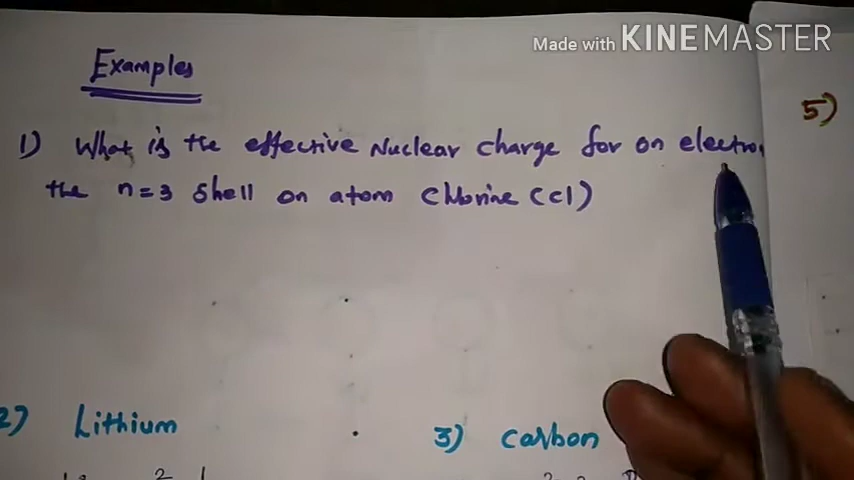 Made with KINEMASTER
Examples
5)
1) What is the effective Nuclear charge for on electron
the n=3 shell on atom Chlorine (Cl)
2) Lithium
3) carbon